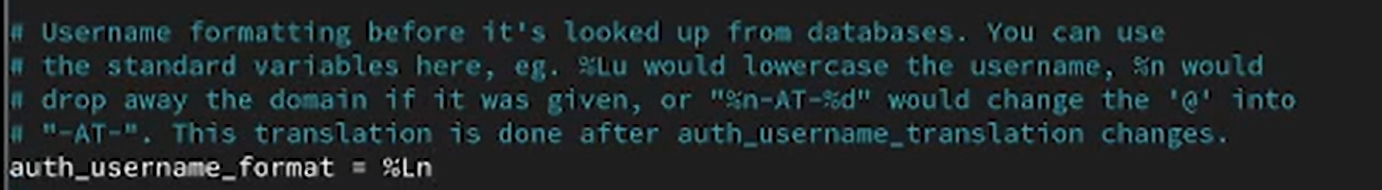 # Username formatting before it's looked up from databases. You can use
# the standard variables here, eg. %Lu would lowercase the username, %n would
# drop away the domain if it was given, or "%n-AT-%d" would change the '@' into
# "-AT-". This translation is done after auth_username_translation changes.
auth_username_format = %Ln